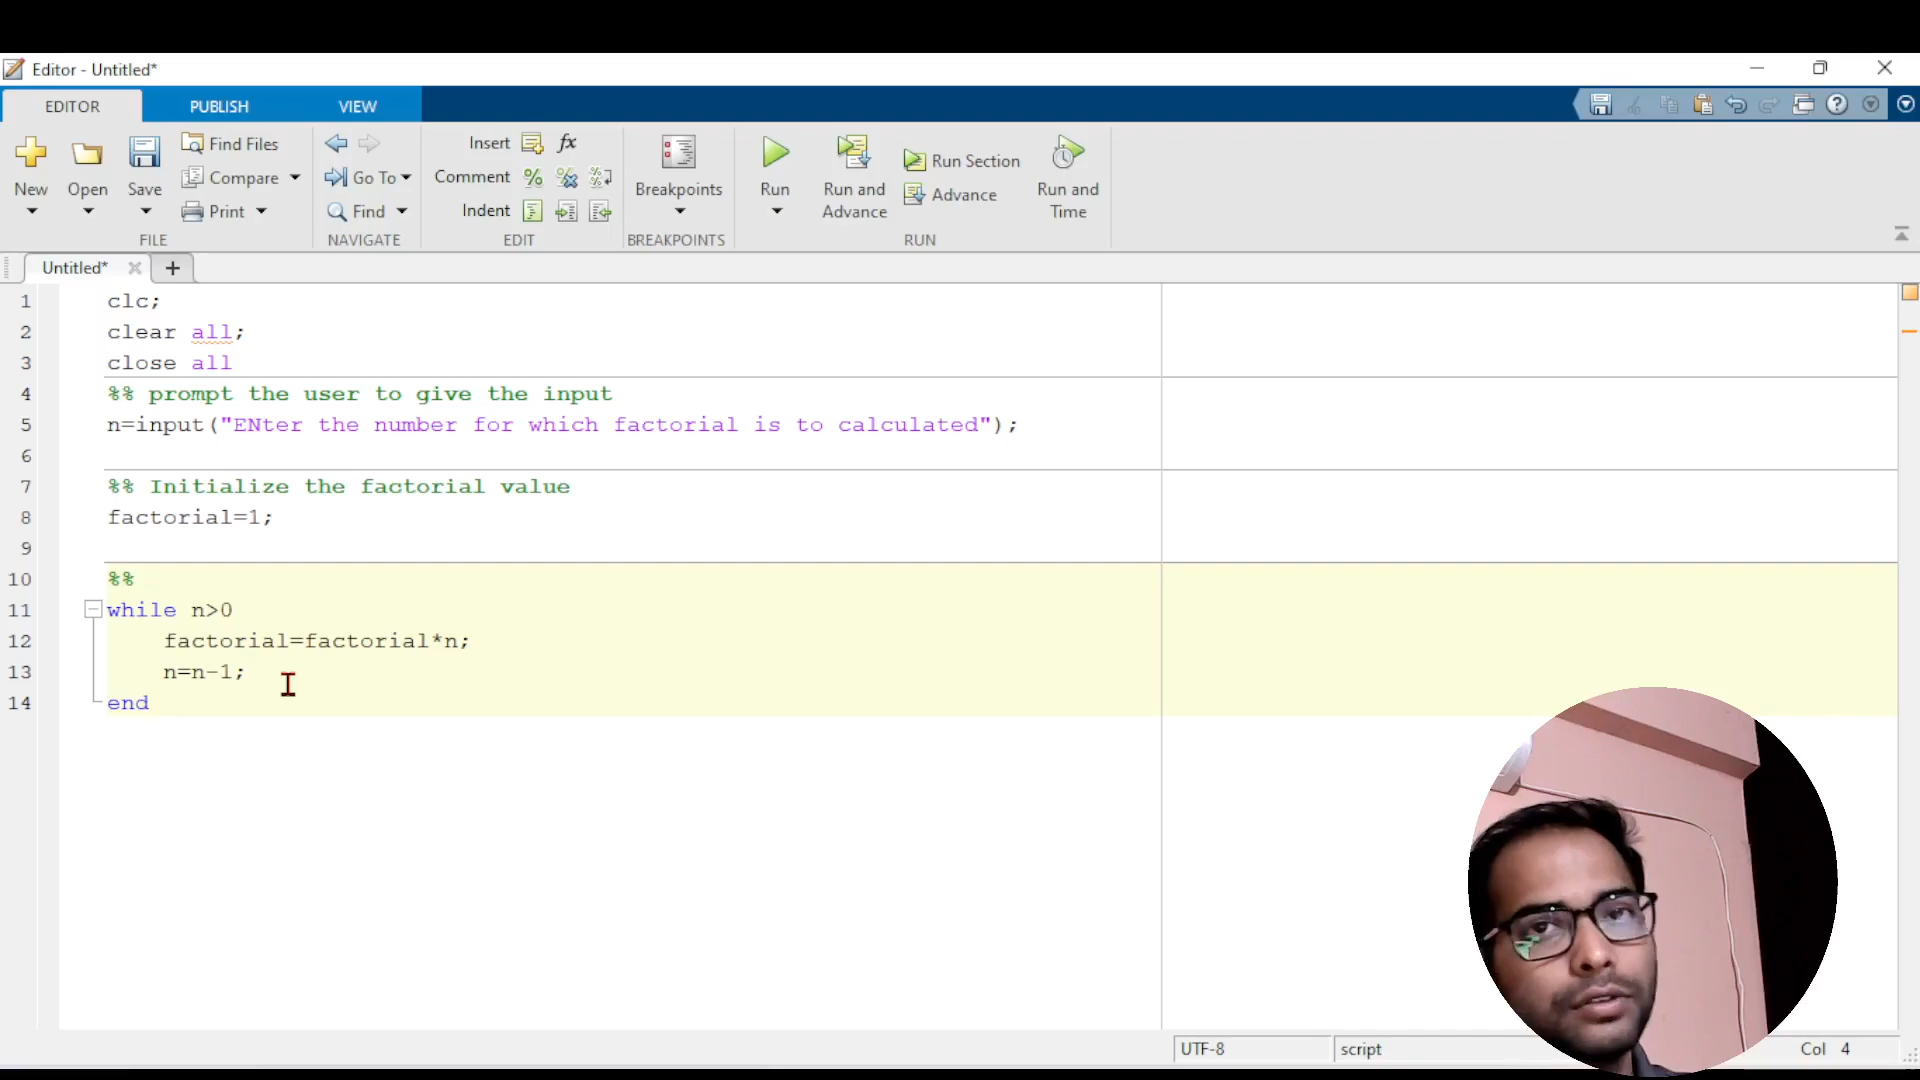 Editor - Untitled*
EDITOR PUBLISH VIEW
New Open Save Find Files Compare Print
FILE
Go To Find
NAVIGATE
Insert fx
Comment
Indent
EDIT
Breakpoints
BREAKPOINTS
Run Run and Advance Run Section Advance Run and Time
RUN
Untitled* +
1 clc;
2 clear all;
3 close all
4 %% prompt the user to give the input
5 n=input("ENter the number for which factorial is to calculated");
6
7 %% Initialize the factorial value
8 factorial=1;
9
10 %%
11 while n>0
12 factorial=factorial*n;
13 n=n-1;
14 end
UTF-8 script Col 4